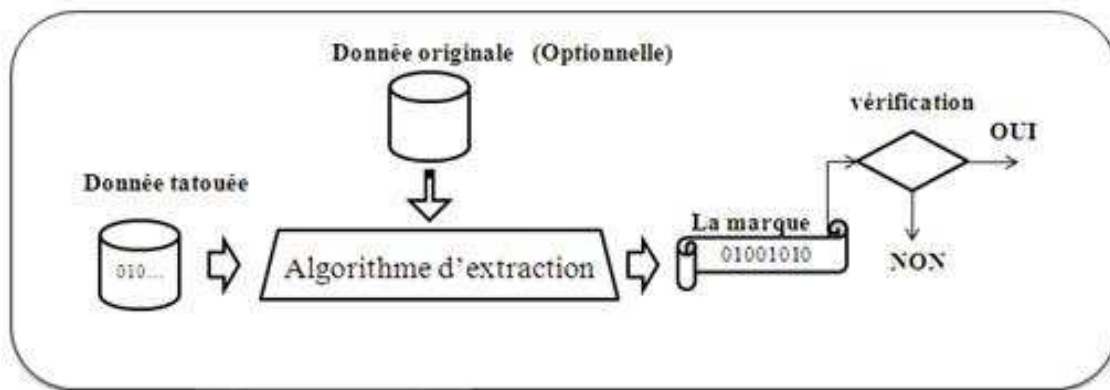 Donnée originale (Optionnelle)
vérification
OUI
Donnée tatouée
La marque
010...
Algorithme d'extraction
01001010
NON